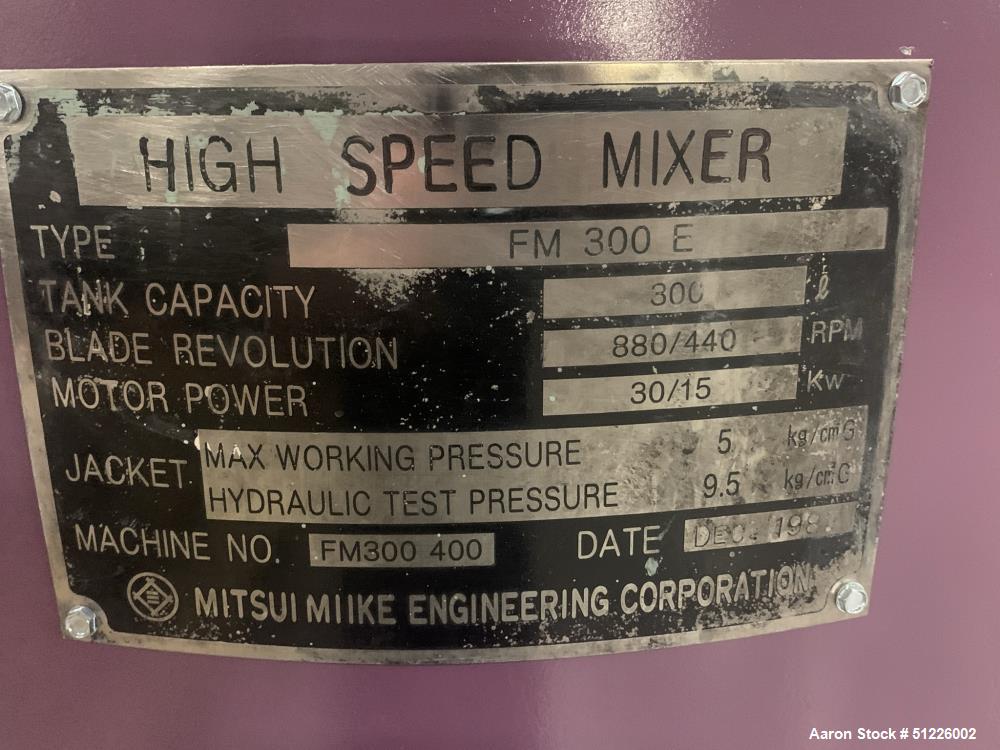 HIGH SPEED MIXER
TYPE FM 300 E
TANK CAPACITY 300 ℓ
BLADE REVOLUTION 880/440 RPM
MOTOR POWER 30/15 Kw
JACKET
MAX WORKING PRESSURE 5 kg/cm²G
HYDRAULIC TEST PRESSURE 9.5 kg/cm²G
MACHINE NO. FM300 400 DATE DEC.
MITSUI MIIKE ENGINEERING CORPORATION
Aaron Stock # 51226002